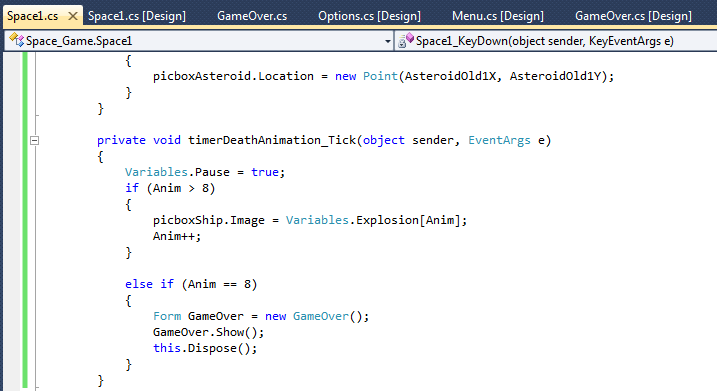 Space1.cs Space1.cs [Design] GameOver.cs Options.cs [Design] Menu.cs [Design] GameOver.cs [Design]
Space_Game.Space1 Space1_KeyDown(object sender, KeyEventArgs e)
{
picboxAsteroid.Location = new Point(AsteroidOld1X, AsteroidOld1Y);
}
}
private void timerDeathAnimation_Tick(object sender, EventArgs e)
{
Variables.Pause = true;
if (Anim > 8)
{
picboxShip.Image = Variables.Explosion[Anim];
Anim++;
}
else if (Anim == 8)
{
Form GameOver = new GameOver();
GameOver.Show();
this.Dispose();
}
}